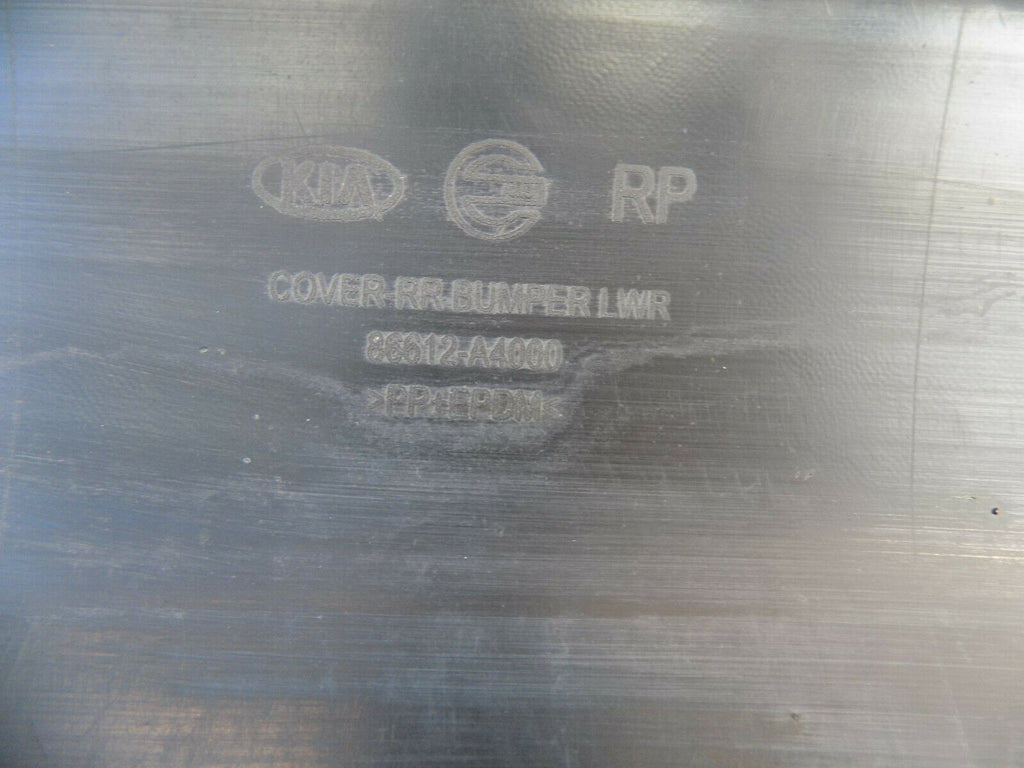 KIA RP
COVER-RR BUMPER LWR
86612-A4000
>PP+EPDM<